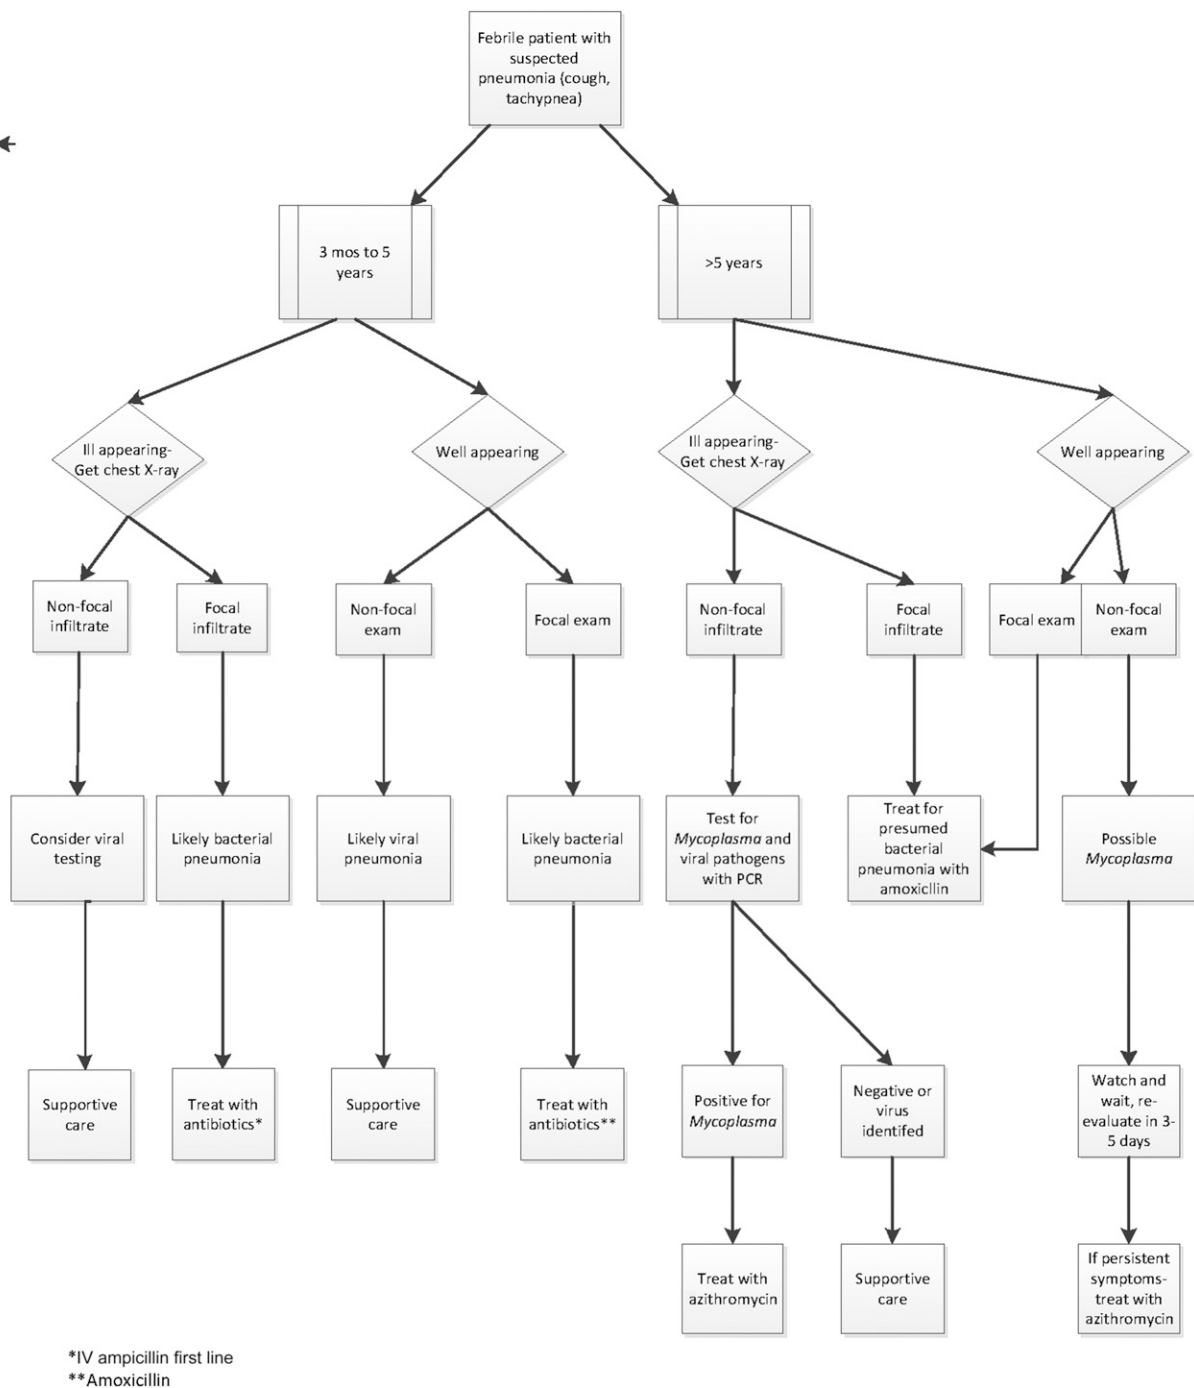 Febrile patient with
suspected
pneumonia (cough,
tachypnea)
3 mos to 5
years
>5 years
Ill appearing-
Get chest X-ray
Well appearing
Ill appearing-
Get chest X-ray
Well appearing
Non-focal
infiltrate
Focal
infiltrate
Non-focal
exam
Focal exam
Non-focal
infiltrate
Focal
infiltrate
Focal exam
Non-focal
exam
Consider viral
testing
Likely bacterial
pneumonia
Likely viral
pneumonia
Likely bacterial
pneumonia
Test for
Mycoplasma and
viral pathogens
with PCR
Treat for
presumed
bacterial
pneumonia with
amoxicllin
Possible
Mycoplasma
Supportive
care
Treat with
antibiotics*
Supportive
care
Treat with
antibiotics**
Positive for
Mycoplasma
Negative or
virus
identifed
Watch and
wait, re-
evaluate in 3-
5 days
Treat with
azithromycin
Supportive
care
If persistent
symptoms-
treat with
azithromycin
*IV ampicillin first line
**Amoxicillin